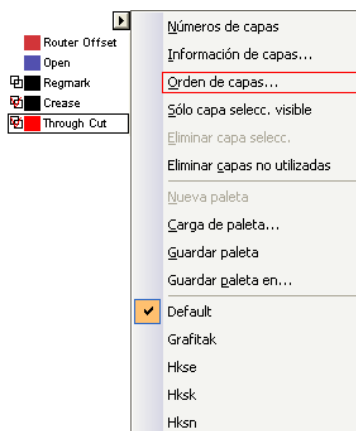 Router Offset
Open
Regmark
Crease
Through Cut
Números de capas
Información de capas...
Orden de capas...
Sólo capa selecc. visible
Eliminar capa selecc.
Eliminar capas no utilizadas
Nueva paleta
Carga de paleta...
Guardar paleta
Guardar paleta en...
Default
Grafitak
Hkse
Hksk
Hksn